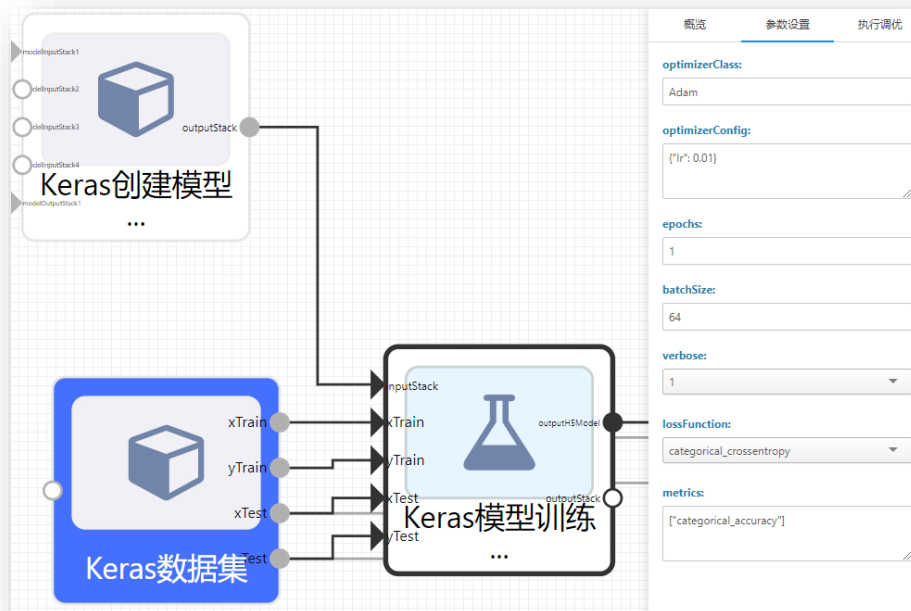 modelInputStack1
delInputStack2
delInputStack3
delInputStack4
modelOutputStack1
outputStack
Keras创建模型
...
xTrain
yTrain
xTest
Test
Keras数据集
nputStack
xTrain
yTrain
xTest
yTest
outputH5Model
outputStack
Keras模型训练
...
概览
参数设置
执行调优
optimizerClass:
Adam
optimizerConfig:
{"lr": 0.01}
epochs:
1
batchSize:
64
verbose:
1
lossFunction:
categorical_crossentropy
metrics:
["categorical_accuracy"]